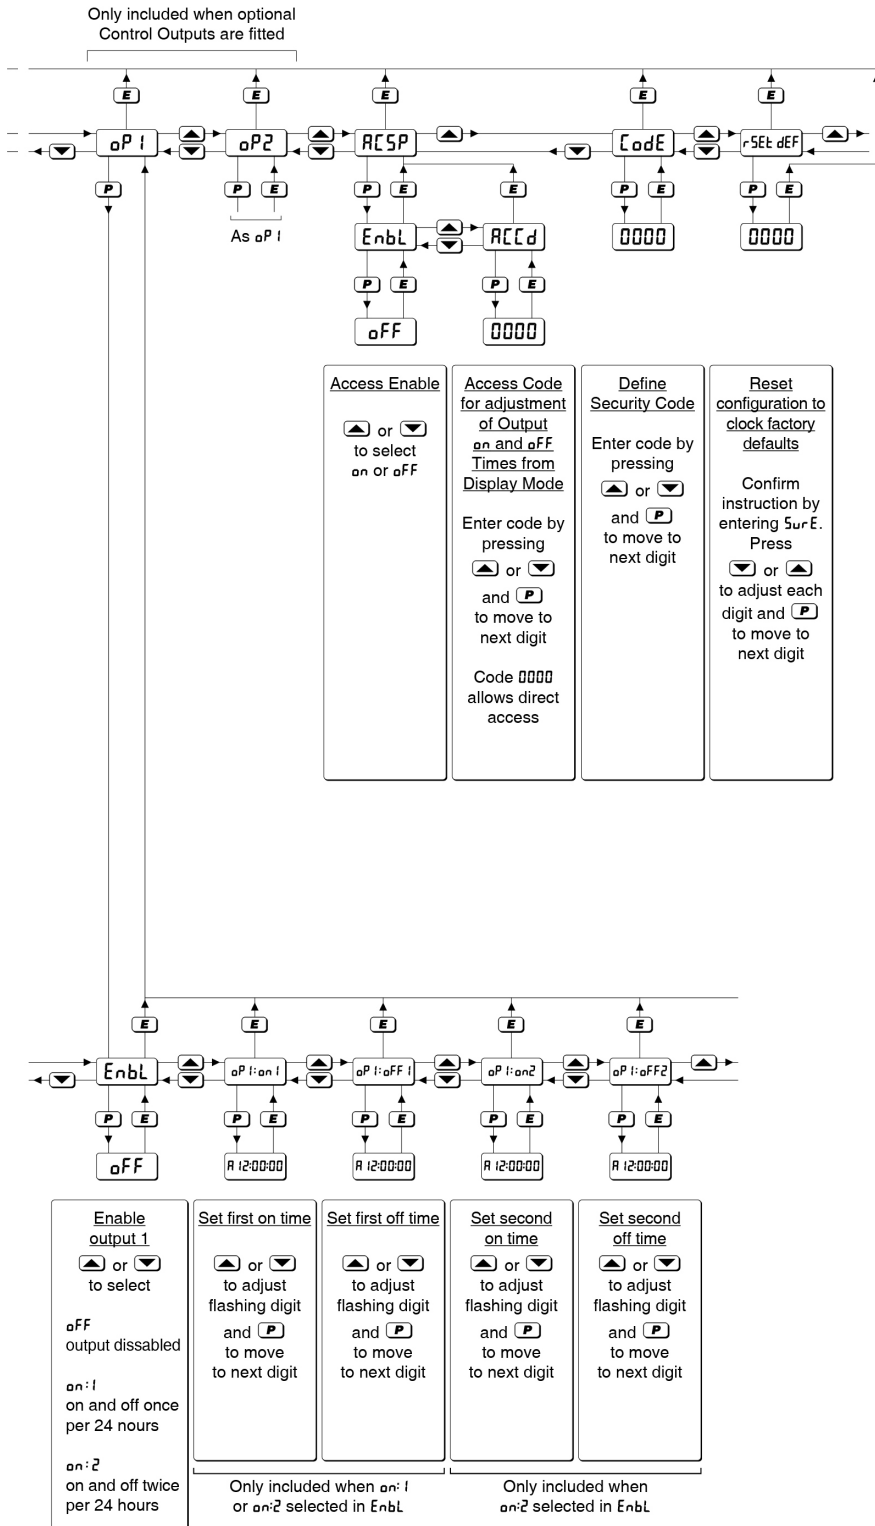 Only included when optional
Control Outputs are fitted
E E E E E
oP1 oP2 ACSP CodE rSEt dEF
P P E P E P E P E
As oP1
E
EnbL ACCd 0000 0000
P E P E
oFF 0000
Access Enable
or
to select
on or oFF
Access Code
for adjustment
of Output
on and oFF
Times from
Display Mode
Enter code by
pressing
or
and P
to move to
next digit
Code 0000
allows direct
access
Define
Security Code
Enter code by
pressing
or
and P
to move to
next digit
Reset
configuration to
clock factory
defaults
Confirm
instruction by
entering SurE.
Press
or
to adjust each
digit and P
to move to
next digit
E E E E E
EnbL oP1:on1 oP1:oFF1 oP1:on2 oP1:oFF2
P E P E P E P E P E
oFF A12:00:00 A12:00:00 A12:00:00 A12:00:00
Enable
output 1
or
to select
oFF
output dissabled
on:1
on and off once
per 24 nours
on:2
on and off twice
per 24 hours
Set first on time
or
to adjust
flashing digit
and P
to move
to next digit
Set first off time
or
to adjust
flashing digit
and P
to move
to next digit
Set second
on time
or
to adjust
flashing digit
and P
to move
to next digit
Set second
off time
or
to adjust
flashing digit
and P
to move
to next digit
Only included when on:1
or on:2 selected in EnbL
Only included when
on:2 selected in EnbL